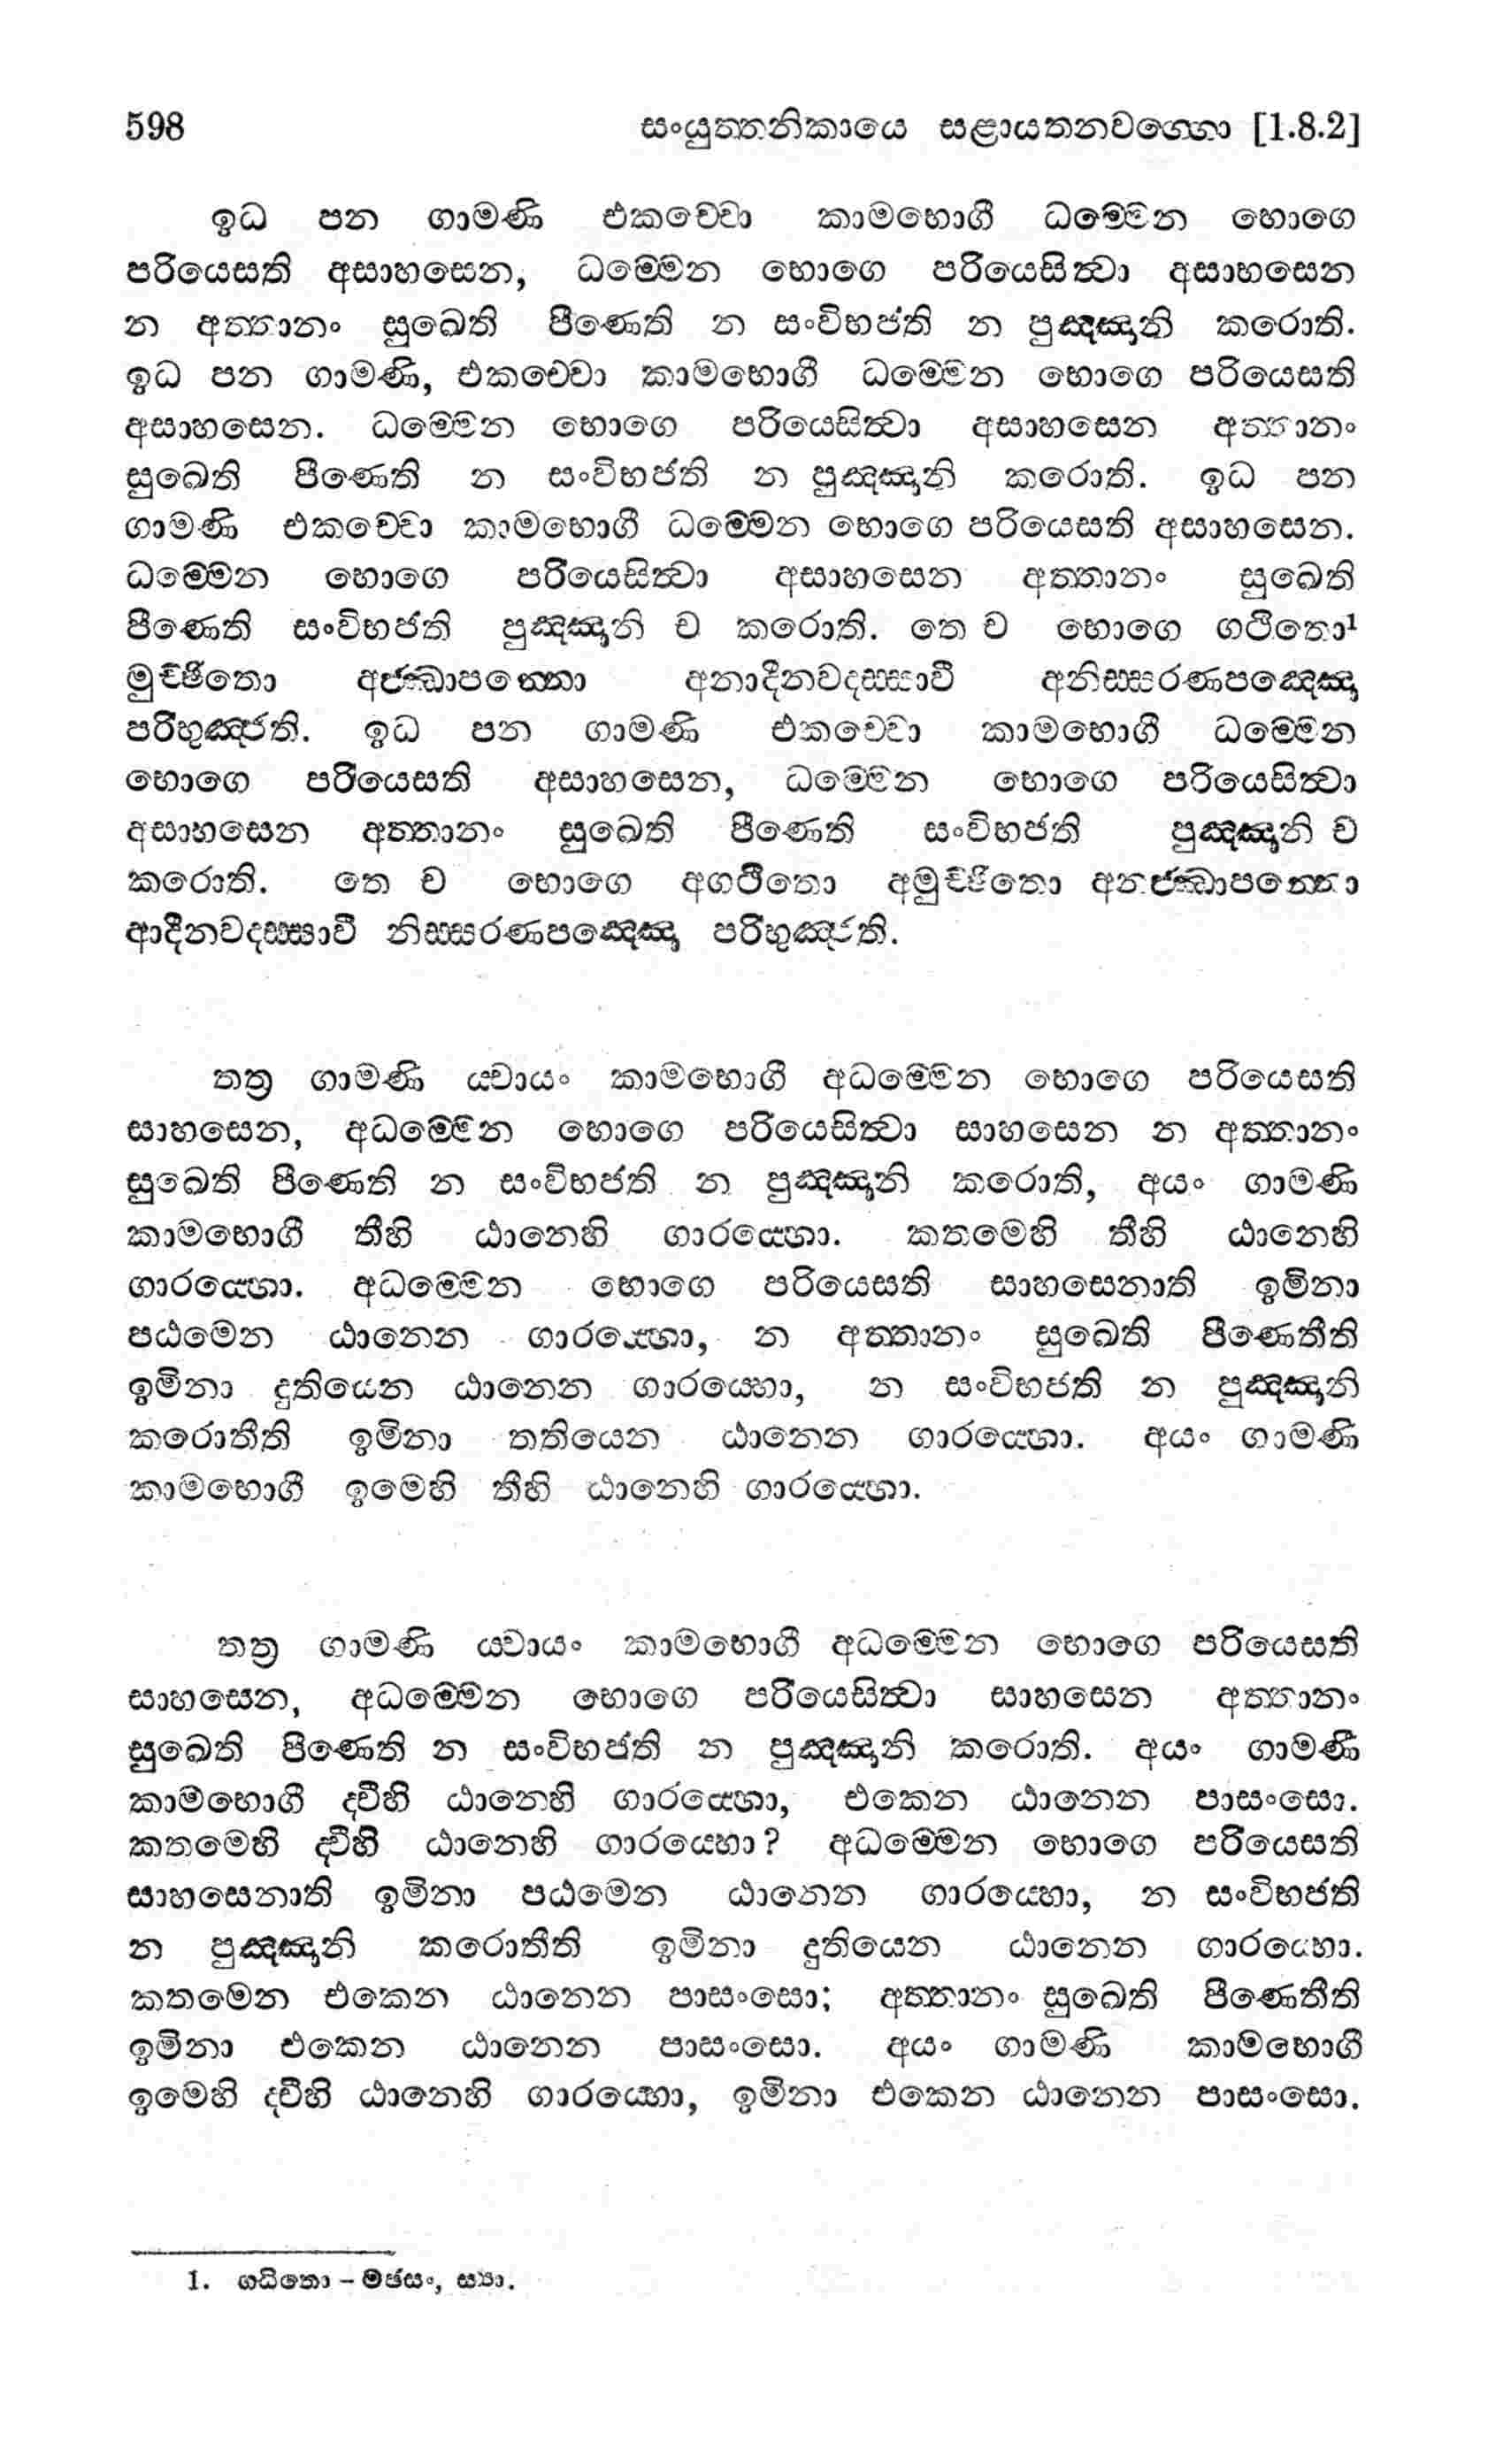 598 සංයුත්තනිකායෙ සළායතනවග්ගො [1.8.2]
ඉධ පන ගාමණි එකච්චො කාමභොගී ධම්මෙන භොගෙ
පරියෙසති අසාහසෙන, ධම්මෙන භොගෙ පරියෙසිත්වා අසාහසෙන
න අත්තානං සුඛෙති පීණෙති න සංවිභජති න පුඤ්ඤානි කරොති.
ඉධ පන ගාමණි, එකච්චො කාමභොගී ධම්මෙන භොගෙ පරියෙසති
අසාහසෙන. ධම්මෙන භොගෙ පරියෙසිත්වා අසාහසෙන අත්තානං
සුඛෙති පීණෙති න සංවිභජති න පුඤ්ඤානි කරොති. ඉධ පන
ගාමණි එකච්චො කාමභොගී ධම්මෙන භොගෙ පරියෙසති අසාහසෙන.
ධම්මෙන භොගෙ පරියෙසිත්වා අසාහසෙන අත්තානං සුඛෙති
පීණෙති සංවිභජති පුඤ්ඤානි ච කරොති. තෙ ච භොගෙ ගථිතො1
මුච්ඡිතො අජ්ඣාපන්නො අනාදීනවදස්සාවී අනිස්සරණපඤ්ඤො
පරිභුඤ්ජති. ඉධ පන ගාමණි එකච්චො කාමභොගී ධම්මෙන
භොගෙ පරියෙසති අසාහසෙන, ධම්මෙන භොගෙ පරියෙසිත්වා
අසාහසෙන අත්තානං සුඛෙති පීණෙති සංවිභජති පුඤ්ඤානි ච
කරොති. තෙ ච භොගෙ අගථිතො අමුච්ඡිතො අනජ්ඣාපන්නො
ආදීනවදස්සාවී නිස්සරණපඤ්ඤො පරිභුඤ්ජති.
තත්‍ර ගාමණි ය්වායං කාමභොගී අධම්මෙන භොගෙ පරියෙසති
සාහසෙන, අධම්මෙන භොගෙ පරියෙසිත්වා සාහසෙන න අත්තානං
සුඛෙති පීණෙති න සංවිභජති න පුඤ්ඤානි කරොති, අයං ගාමණි
කාමභොගී තීහි ඨානෙහි ගාරය්හො. කතමෙහි තීහි ඨානෙහි
ගාරය්හො. අධම්මෙන භොගෙ පරියෙසති සාහසෙනාති ඉමිනා
පඨමෙන ඨානෙන ගාරය්හො, න අත්තානං සුඛෙති පීණෙතීති
ඉමිනා දුතියෙන ඨානෙන ගාරය්හො, න සංවිභජති න පුඤ්ඤානි
කරොතීති ඉමිනා තතියෙන ඨානෙන ගාරය්හො. අයං ගාමණි
කාමභොගී ඉමෙහි තීහි ඨානෙහි ගාරය්හො.
තත්‍ර ගාමණි ය්වායං කාමභොගී අධම්මෙන භොගෙ පරියෙසති
සාහසෙන, අධම්මෙන භොගෙ පරියෙසිත්වා සාහසෙන අත්තානං
සුඛෙති පීණෙති න සංවිභජති න පුඤ්ඤානි කරොති. අයං ගාමණී
කාමභොගී ද්වීහි ඨානෙහි ගාරය්හො, එකෙන ඨානෙන පාසංසො.
කතමෙහි ද්වීහි ඨානෙහි ගාරය්හො? අධම්මෙන භොගෙ පරියෙසති
සාහසෙනාති ඉමිනා පඨමෙන ඨානෙන ගාරය්හො, න සංවිභජති
න පුඤ්ඤානි කරොතීති ඉමිනා දුතියෙන ඨානෙන ගාරය්හො.
කතමෙන එකෙන ඨානෙන පාසංසො; අත්තානං සුඛෙති පීණෙතීති
ඉමිනා එකෙන ඨානෙන පාසංසො. අයං ගාමණි කාමභොගී
ඉමෙහි ද්වීහි ඨානෙහි ගාරය්හො, ඉමිනා එකෙන ඨානෙන පාසංසො.
1. ගධිතො – මඡසං, ස්‍යා.